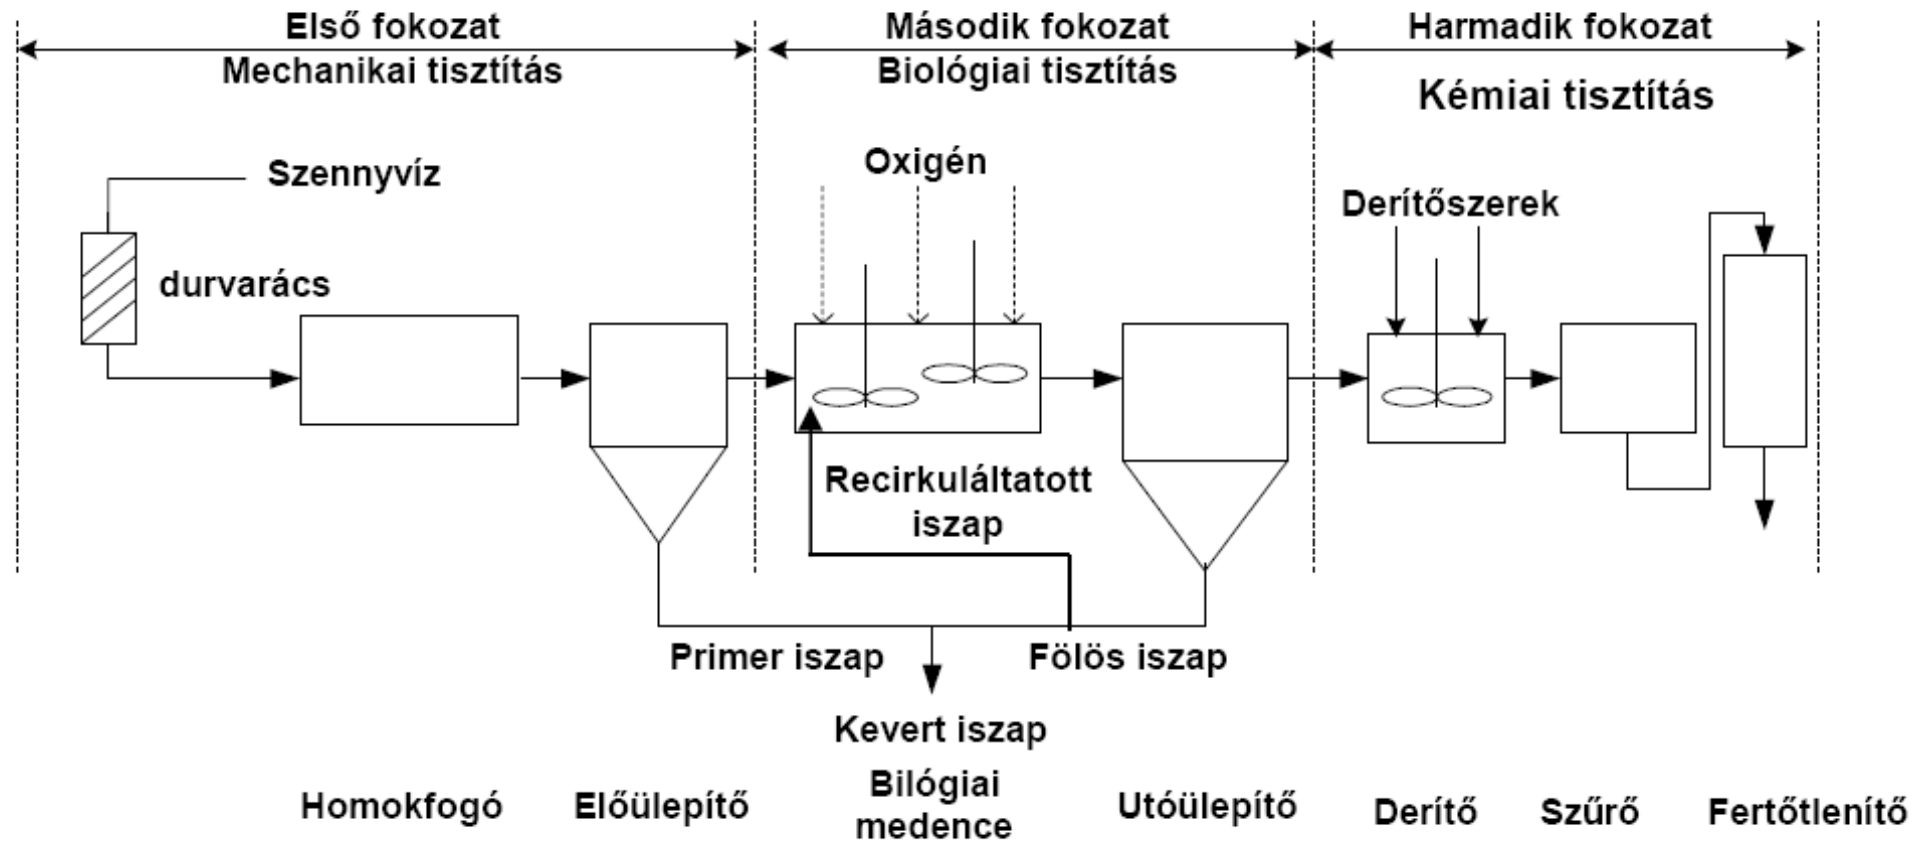 Első fokozat
Mechanikai tisztítás
Második fokozat
Biológiai tisztítás
Harmadik fokozat
Kémiai tisztítás
Szennyvíz
durvarács
Oxigén
Derítőszerek
Recirkuláltatott
iszap
Primer iszap
Fölös iszap
Kevert iszap
Homokfogó
Előülepítő
Bilógiai
medence
Utóülepítő
Derítő
Szűrő
Fertőtlenítő